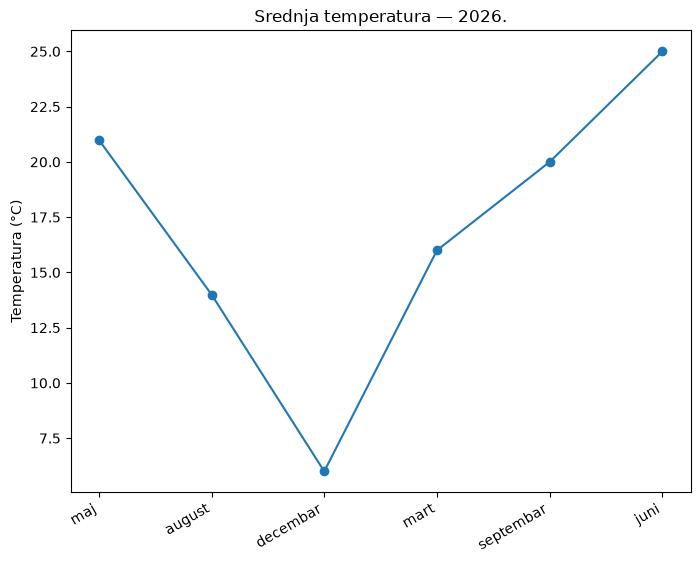 Srednja temperatura — 2026.
Temperatura (°C)
25.0
22.5
20.0
17.5
15.0
12.5
10.0
7.5
maj
august
decembar
mart
septembar
juni